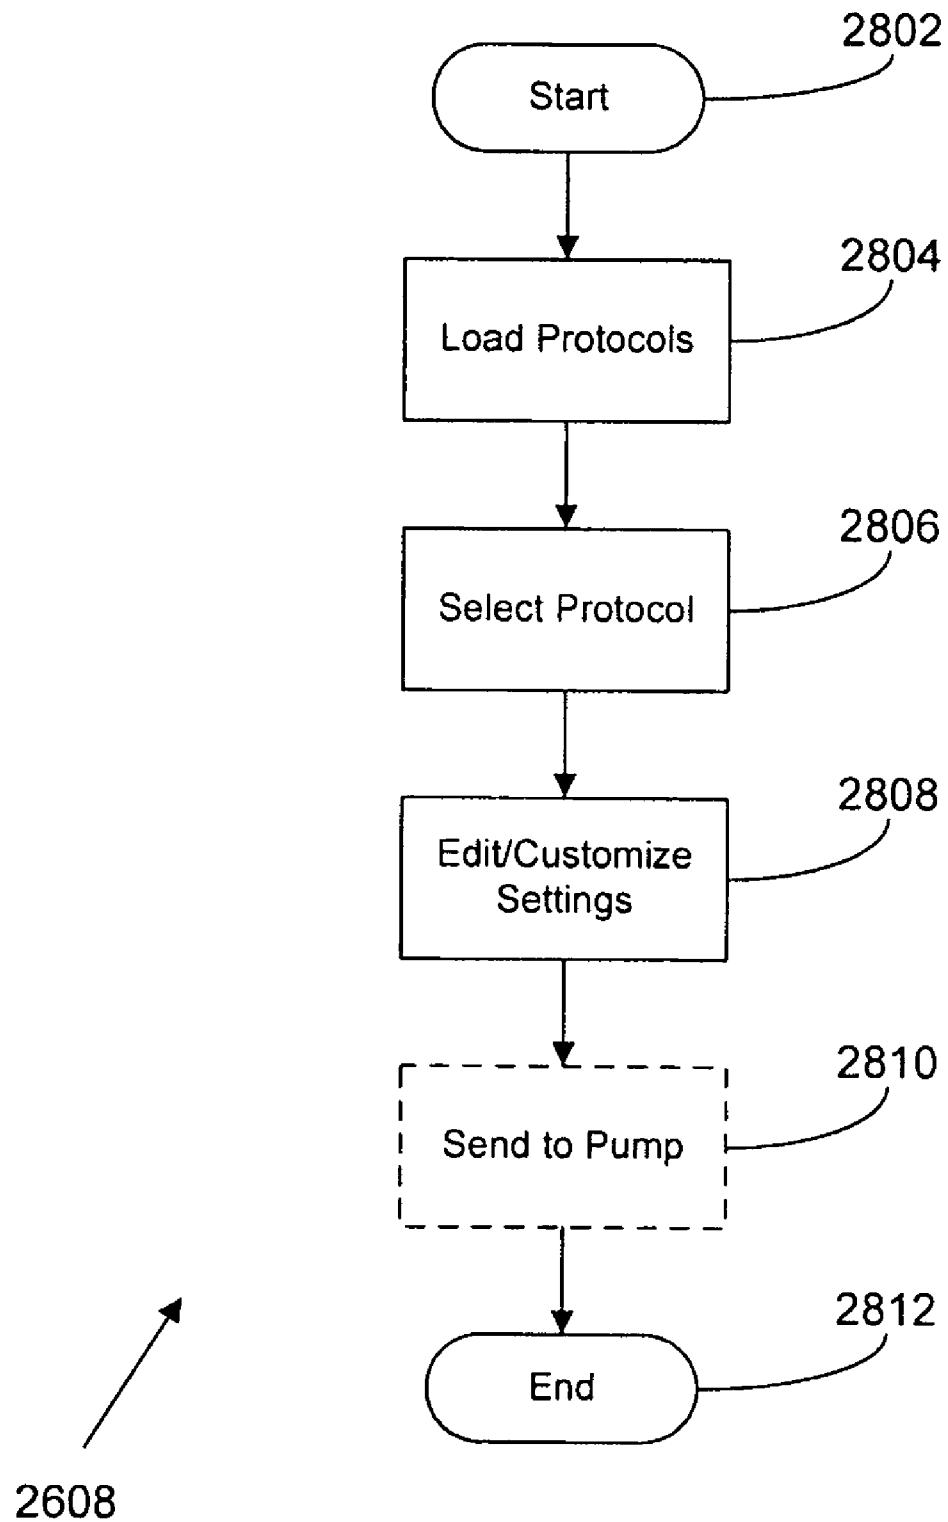 2802
Start
2804
Load Protocols
2806
Select Protocol
2808
Edit/Customize
Settings
2810
Send to Pump
2812
End
2608